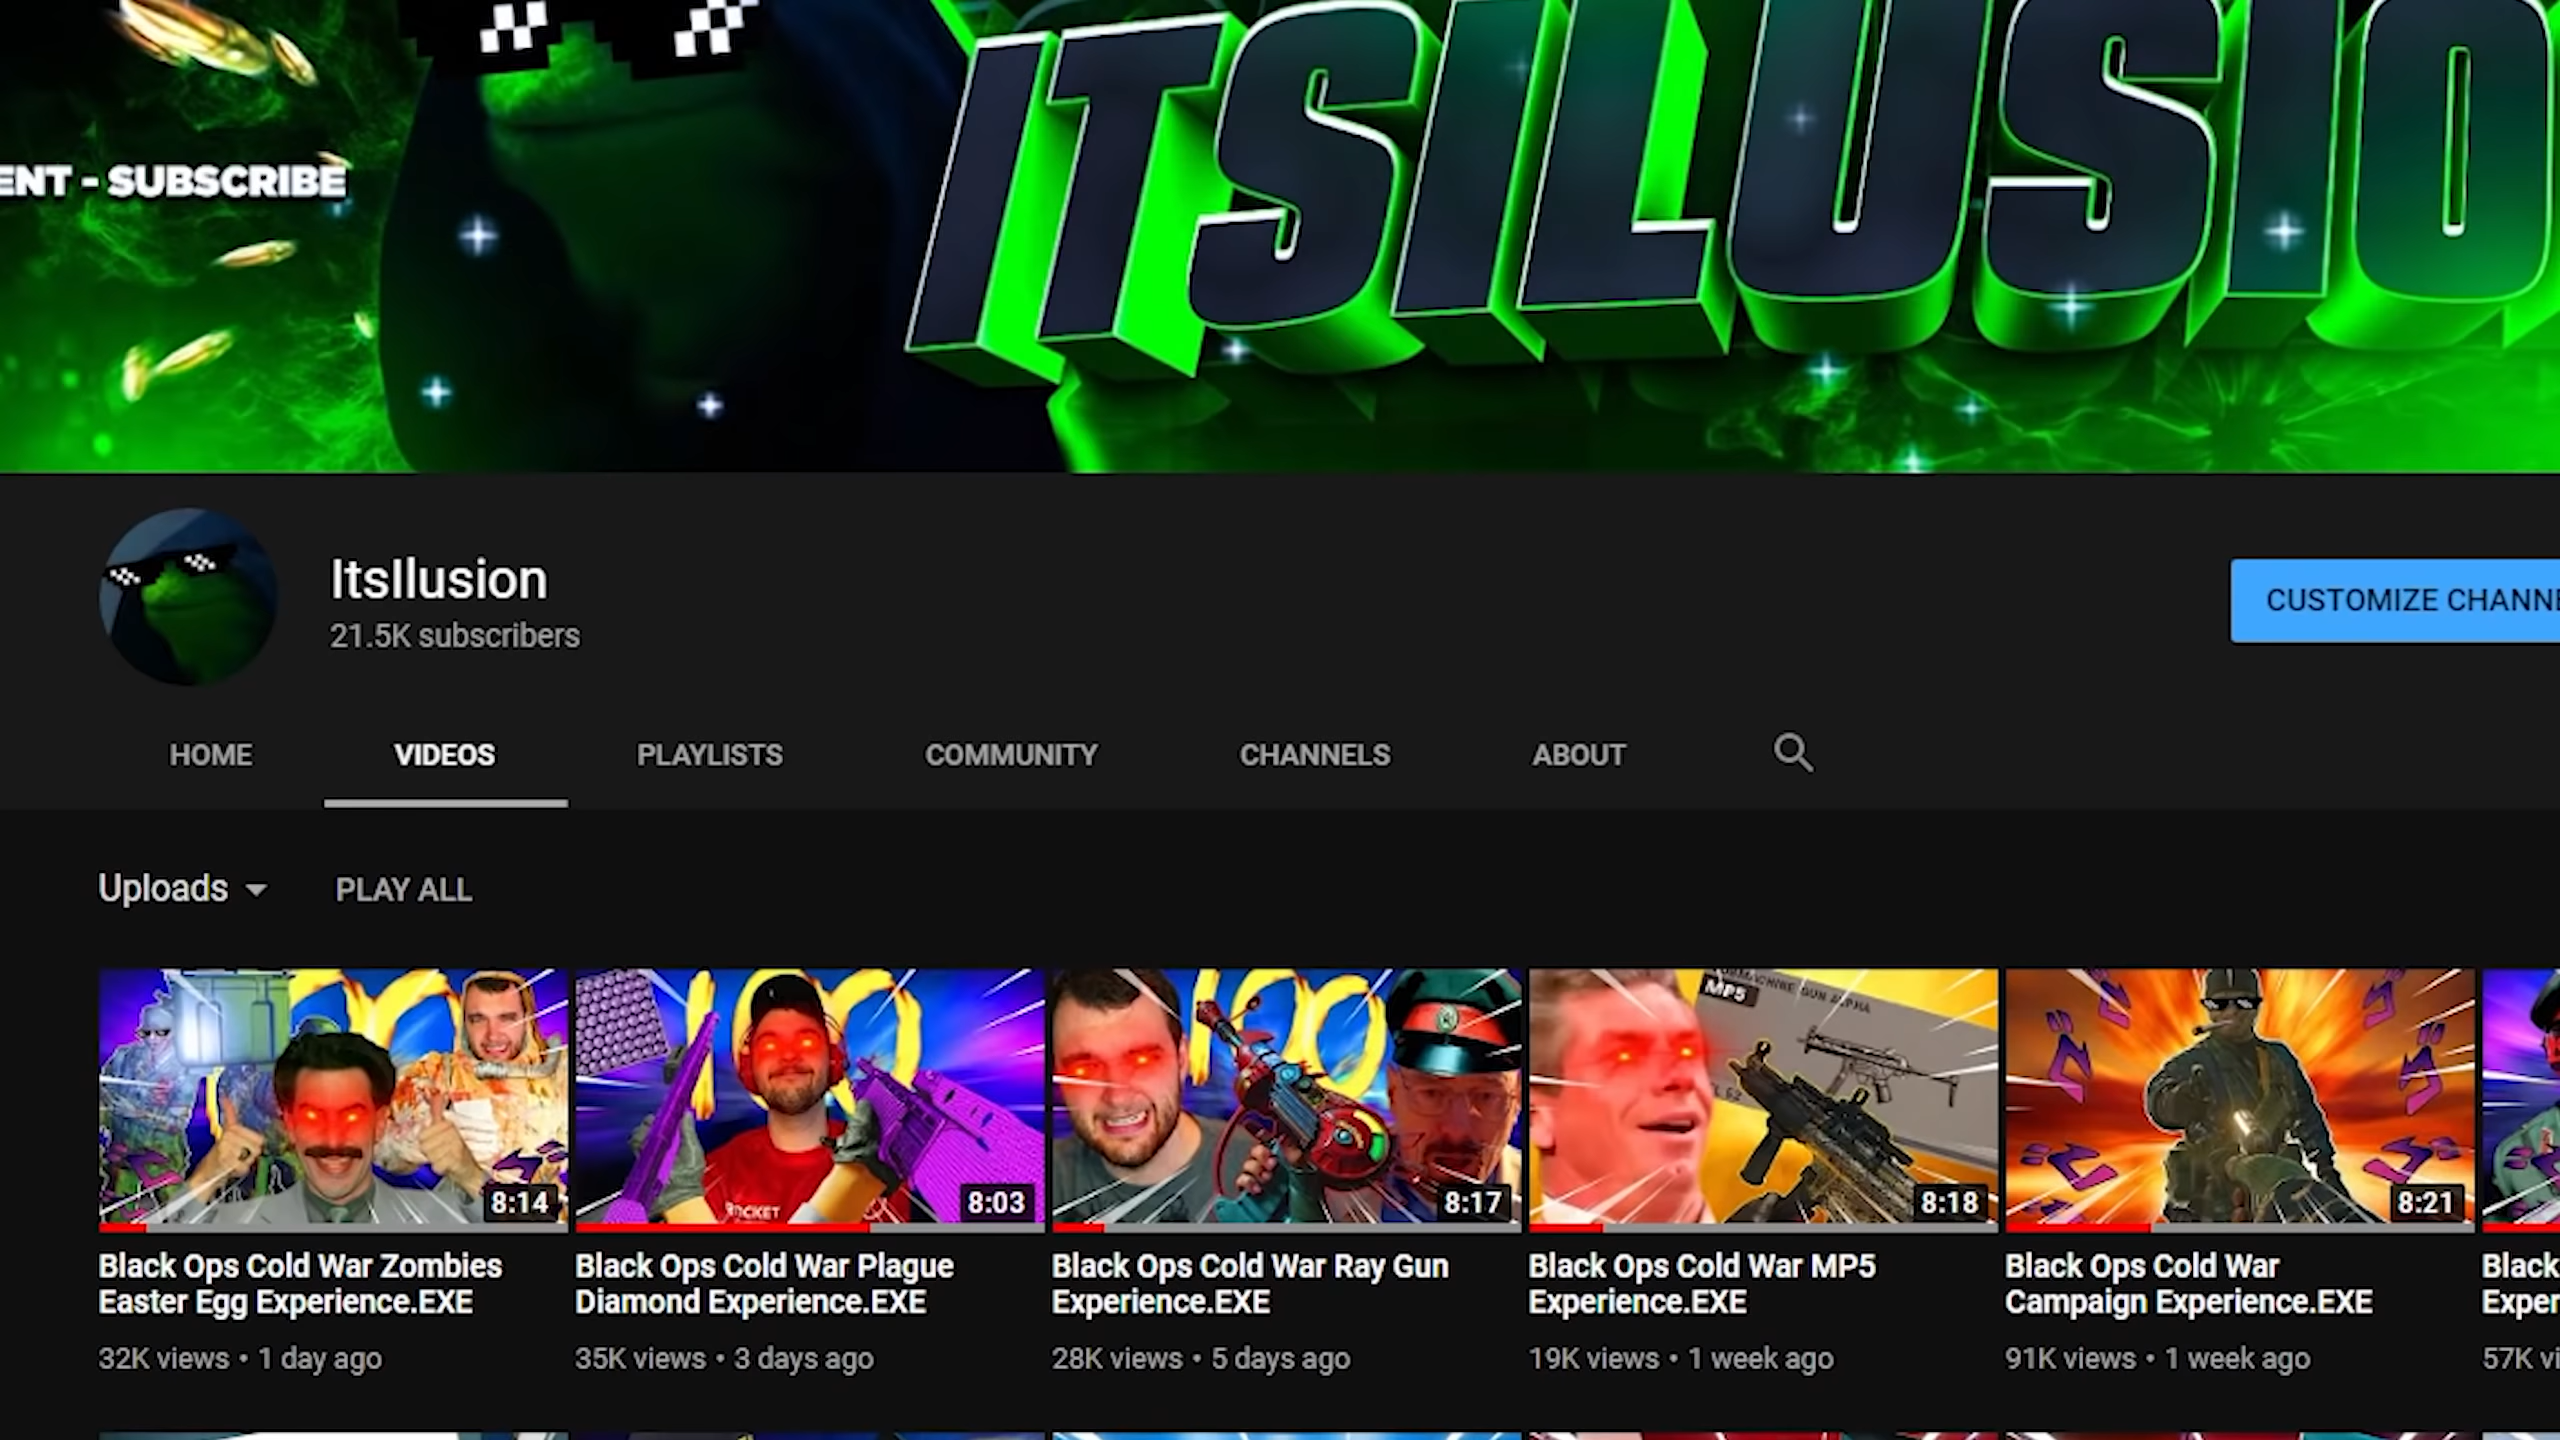 ENT - SUBSCRIBE
ITSILUSIO
ItsIlusion
21.5K subscribers
CUSTOMIZE CHANNE
HOME
VIDEOS
PLAYLISTS
COMMUNITY
CHANNELS
ABOUT
Uploads
PLAY ALL
8:14
8:03
8:17
MP5
8:18
8:21
Black Ops Cold War Zombies
Easter Egg Experience.EXE
32K views • 1 day ago
Black Ops Cold War Plague
Diamond Experience.EXE
35K views • 3 days ago
Black Ops Cold War Ray Gun
Experience.EXE
28K views • 5 days ago
Black Ops Cold War MP5
Experience.EXE
19K views • 1 week ago
Black Ops Cold War
Campaign Experience.EXE
91K views • 1 week ago
Black
Exper
57K vi